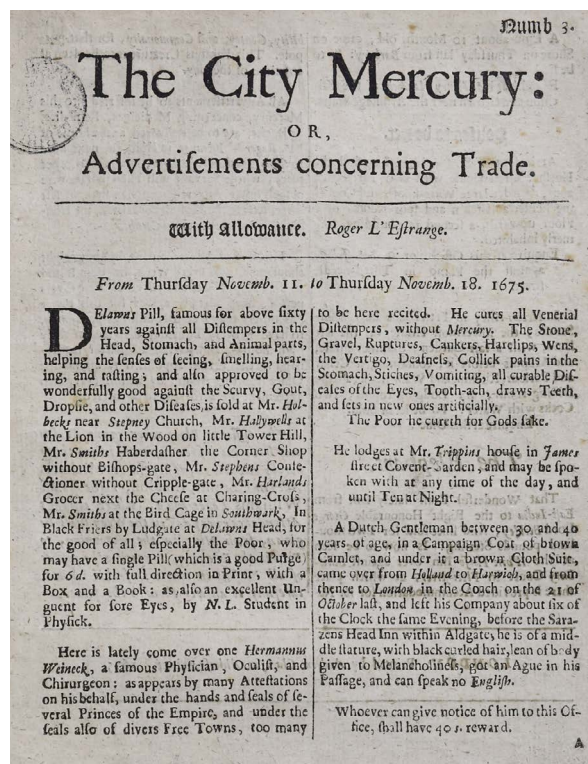 Numb 3.
The City Mercury:
OR,
Advertiſements concerning Trade.
With Allowance. Roger L'Eſtrange.
From Thurſday Novemb. 11. to Thurſday Novemb. 18. 1675.
DElawns Pill, famous for above ſixty
years againſt all Diſtempers in the
Head, Stomach, and Animal parts,
helping the ſenſes of ſeeing, ſmelling, hear-
ing, and taſting; and alſo approved to be
wonderfully good againſt the Scurvy, Gout,
Dropſie, and other Diſeaſes, is ſold at Mr. Hol-
becks near Stepney Church, Mr. Hallywells at
the Lion in the Wood on little Tower Hill,
Mr. Smiths Haberdaſher the Corner Shop
without Biſhops-gate, Mr. Stephens Confe-
ctioner without Cripple-gate, Mr. Harlands
Grocer next the Cheeſe at Charing-Croſs,
Mr. Smiths at the Bird Cage in Southwark, In
Black Friers by Ludgate at Delawns Head, for
the good of all; eſpecially the Poor, who
may have a ſingle Pill (which is a good Purge)
for 6 d. with full direction in Print, with a
Box and a Book: as alſo an excellent Un-
guent for ſore Eyes, by N. L. Student in
Phyſick.
Here is lately come over one Hermannus
Weineck, a famous Phyſician, Oculiſt, and
Chirurgeon: as appears by many Atteſtations
on his behalf, under the hands and ſeals of ſe-
veral Princes of the Empire, and under the
ſeals alſo of divers Free Towns, too many
to be here recited. He cures all Venerial
Diſtempers, without Mercury. The Stone,
Gravel, Ruptures, Cankers, Harelips, Wens,
the Vertigo, Deafneſs, Collick pains in the
Stomach, Stiches, Vomiting, all curable Diſ-
eaſes of the Eyes, Tooth-ach, draws Teeth,
and ſets in new ones artificially.
The Poor he cureth for Gods ſake.
He lodges at Mr. Trippins houſe in James
ſtreet Covent-Garden, and may be ſpo-
ken with at any time of the day, and
until Ten at Night.
A Dutch Gentleman between 30 and 40
years of age, in a Campaign Coat of brown
Camlet, and under it a brown Cloth Suit,
came over from Holland to Harwich, and from
thence to London in the Coach on the 21 of
October laſt, and left his Company about ſix of
the Clock the ſame Evening, before the Sara-
zens Head Inn within Aldgate, he is of a mid-
dle ſtature, with black curled hair, lean of body
given to Melancholineſs, got an Ague in his
Paſſage, and can ſpeak no Engliſh.
Whoever can give notice of him to this Of-
fice, ſhall have 40 s. reward.
A